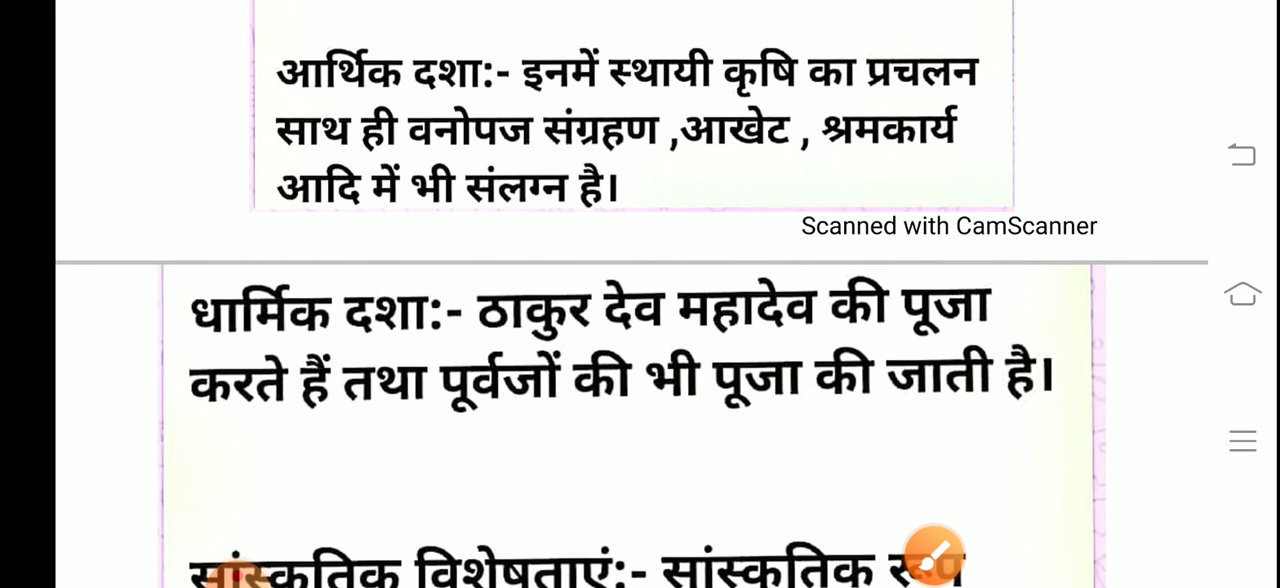 आर्थिक दशा:- इनमें स्थायी कृषि का प्रचलन
साथ ही वनोपज संग्रहण ,आखेट , श्रमकार्य
आदि में भी संलग्न है।
Scanned with CamScanner
धार्मिक दशा:- ठाकुर देव महादेव की पूजा
करते हैं तथा पूर्वजों की भी पूजा की जाती है।
सांस्कृतिक विशेषताएं:- सांस्कृतिक